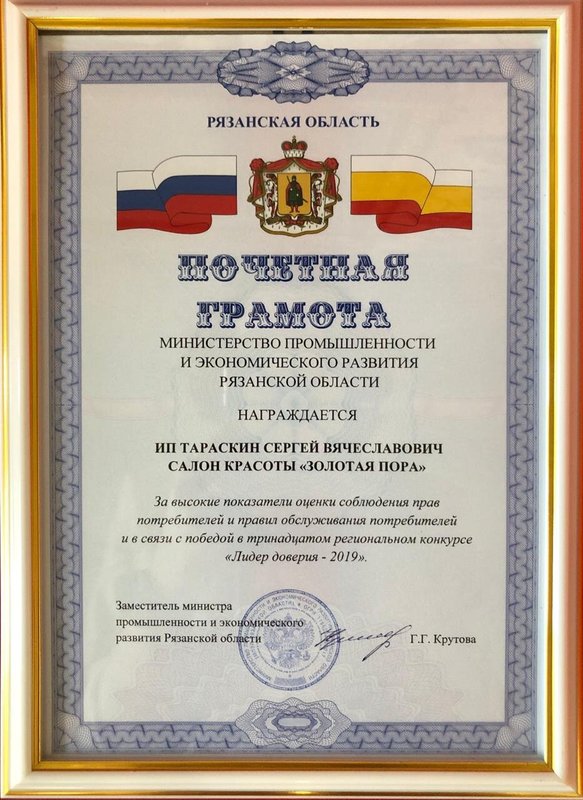 РЯЗАНСКАЯ ОБЛАСТЬ
ПОЧЕТНАЯ
ГРАМОТА
МИНИСТЕРСТВО ПРОМЫШЛЕННОСТИ
И ЭКОНОМИЧЕСКОГО РАЗВИТИЯ
РЯЗАНСКОЙ ОБЛАСТИ
НАГРАЖДАЕТСЯ
ИП ТАРАСКИН СЕРГЕЙ ВЯЧЕСЛАВОВИЧ
САЛОН КРАСОТЫ «ЗОЛОТАЯ ПОРА»
За высокие показатели оценки соблюдения прав
потребителей и правил обслуживания потребителей
и в связи с победой в тринадцатом региональном конкурсе
«Лидер доверия - 2019».
Заместитель министра
промышленности и экономического
развития Рязанской области
Г.Г. Крутова